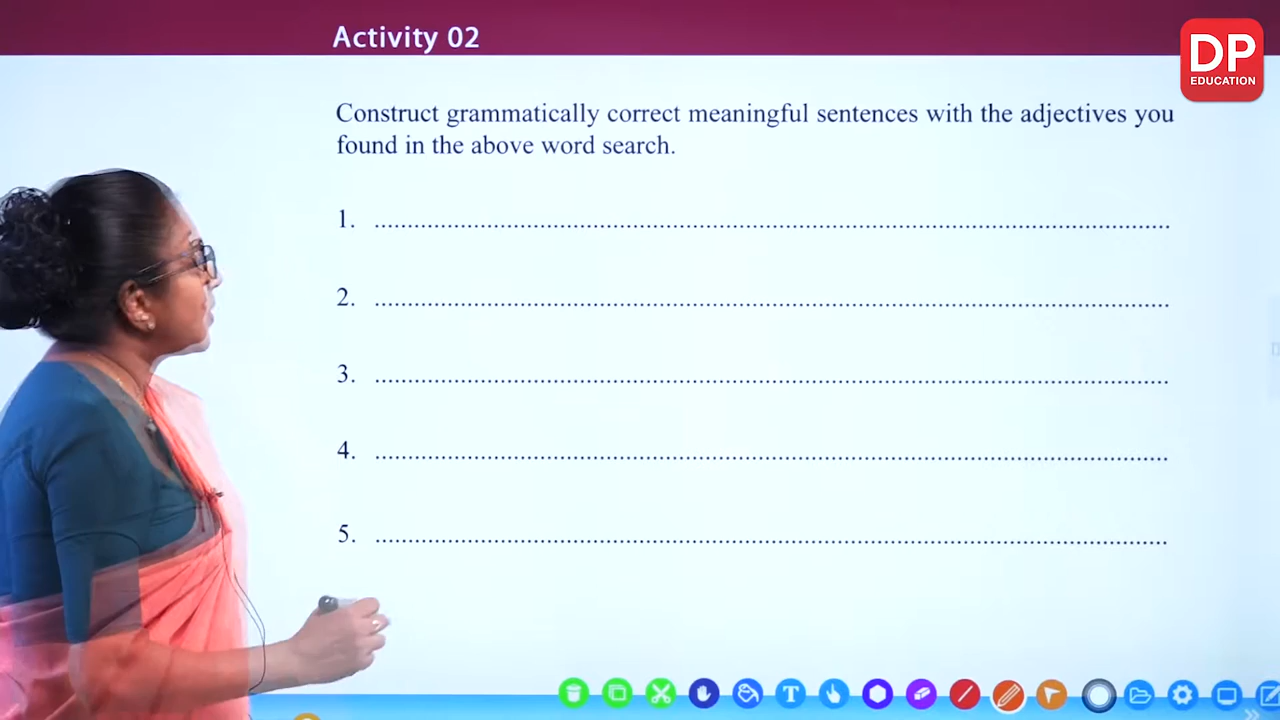 Activity 02
DP
EDUCATION
Construct grammatically correct meaningful sentences with the adjectives you
found in the above word search.
1. ....................................................................
2. ....................................................................
3. ....................................................................
4. ....................................................................
5. ....................................................................
T